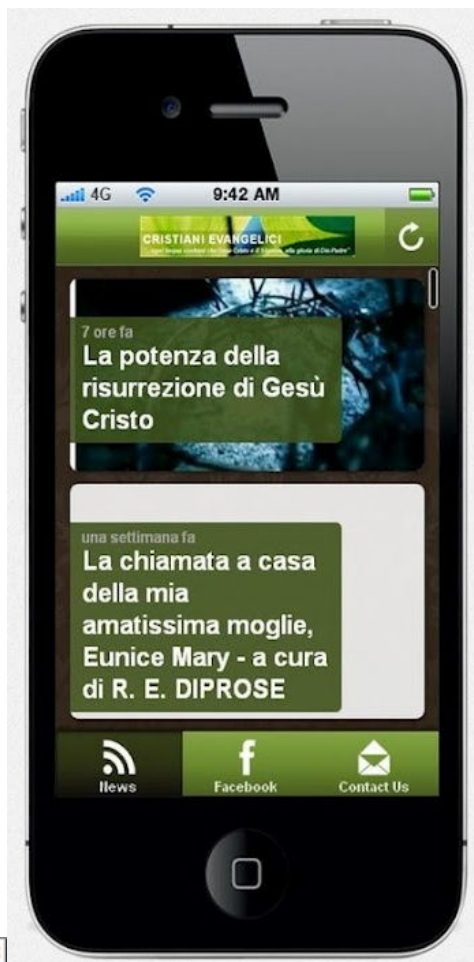 4G 9:42 AM
CRISTIANI EVANGELICI
7 ore fa
La potenza della
risurrezione di Gesù
Cristo
una settimana fa
La chiamata a casa
della mia
amatissima moglie,
Eunice Mary - a cura
di R. E. DIPROSE
News Facebook Contact Us